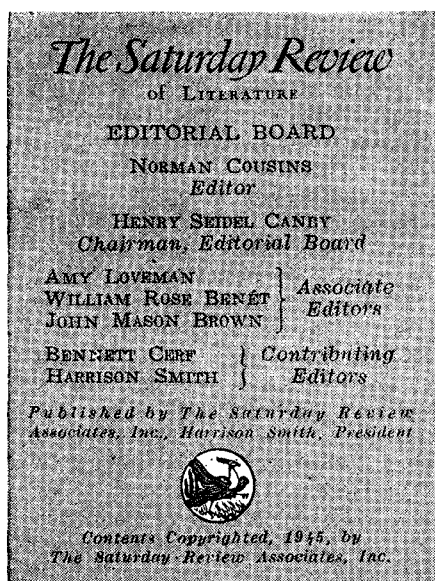 The Saturday Review
of LITERATURE
EDITORIAL BOARD
NORMAN COUSINS
Editor
HENRY SEIDEL CANBY
Chairman, Editorial Board
AMY LOVEMAN
WILLIAM ROSE BENÉT
JOHN MASON BROWN
Associate
Editors
BENNETT CERF
HARRISON SMITH
Contributing
Editors
Published by The Saturday Review
Associates, Inc., Harrison Smith, President
Contents Copyrighted, 1945, by
The Saturday Review Associates, Inc.